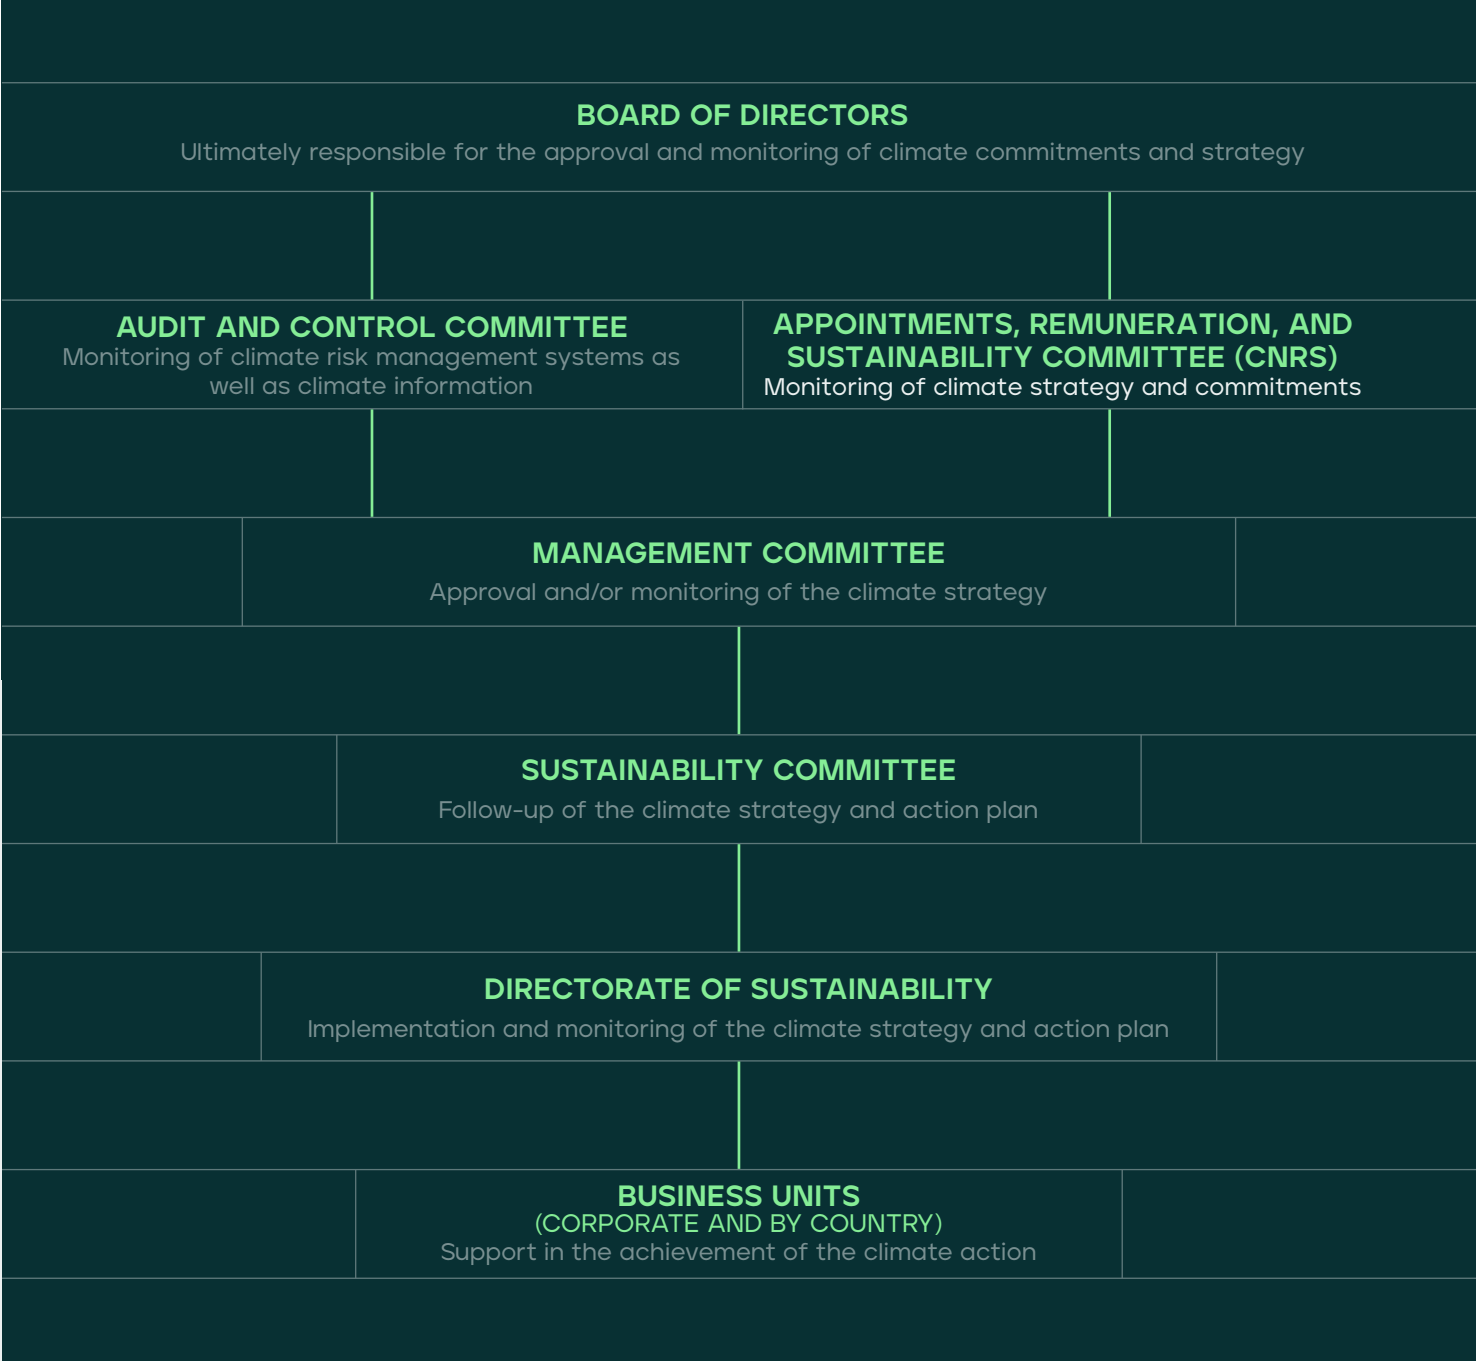 BOARD OF DIRECTORS
Ultimately responsible for the approval and monitoring of climate commitments and strategy
AUDIT AND CONTROL COMMITTEE
Monitoring of climate risk management systems as
well as climate information
APPOINTMENTS, REMUNERATION, AND
SUSTAINABILITY COMMITTEE (CNRS)
Monitoring of climate strategy and commitments
MANAGEMENT COMMITTEE
Approval and/or monitoring of the climate strategy
SUSTAINABILITY COMMITTEE
Follow-up of the climate strategy and action plan
DIRECTORATE OF SUSTAINABILITY
Implementation and monitoring of the climate strategy and action plan
BUSINESS UNITS
(CORPORATE AND BY COUNTRY)
Support in the achievement of the climate action